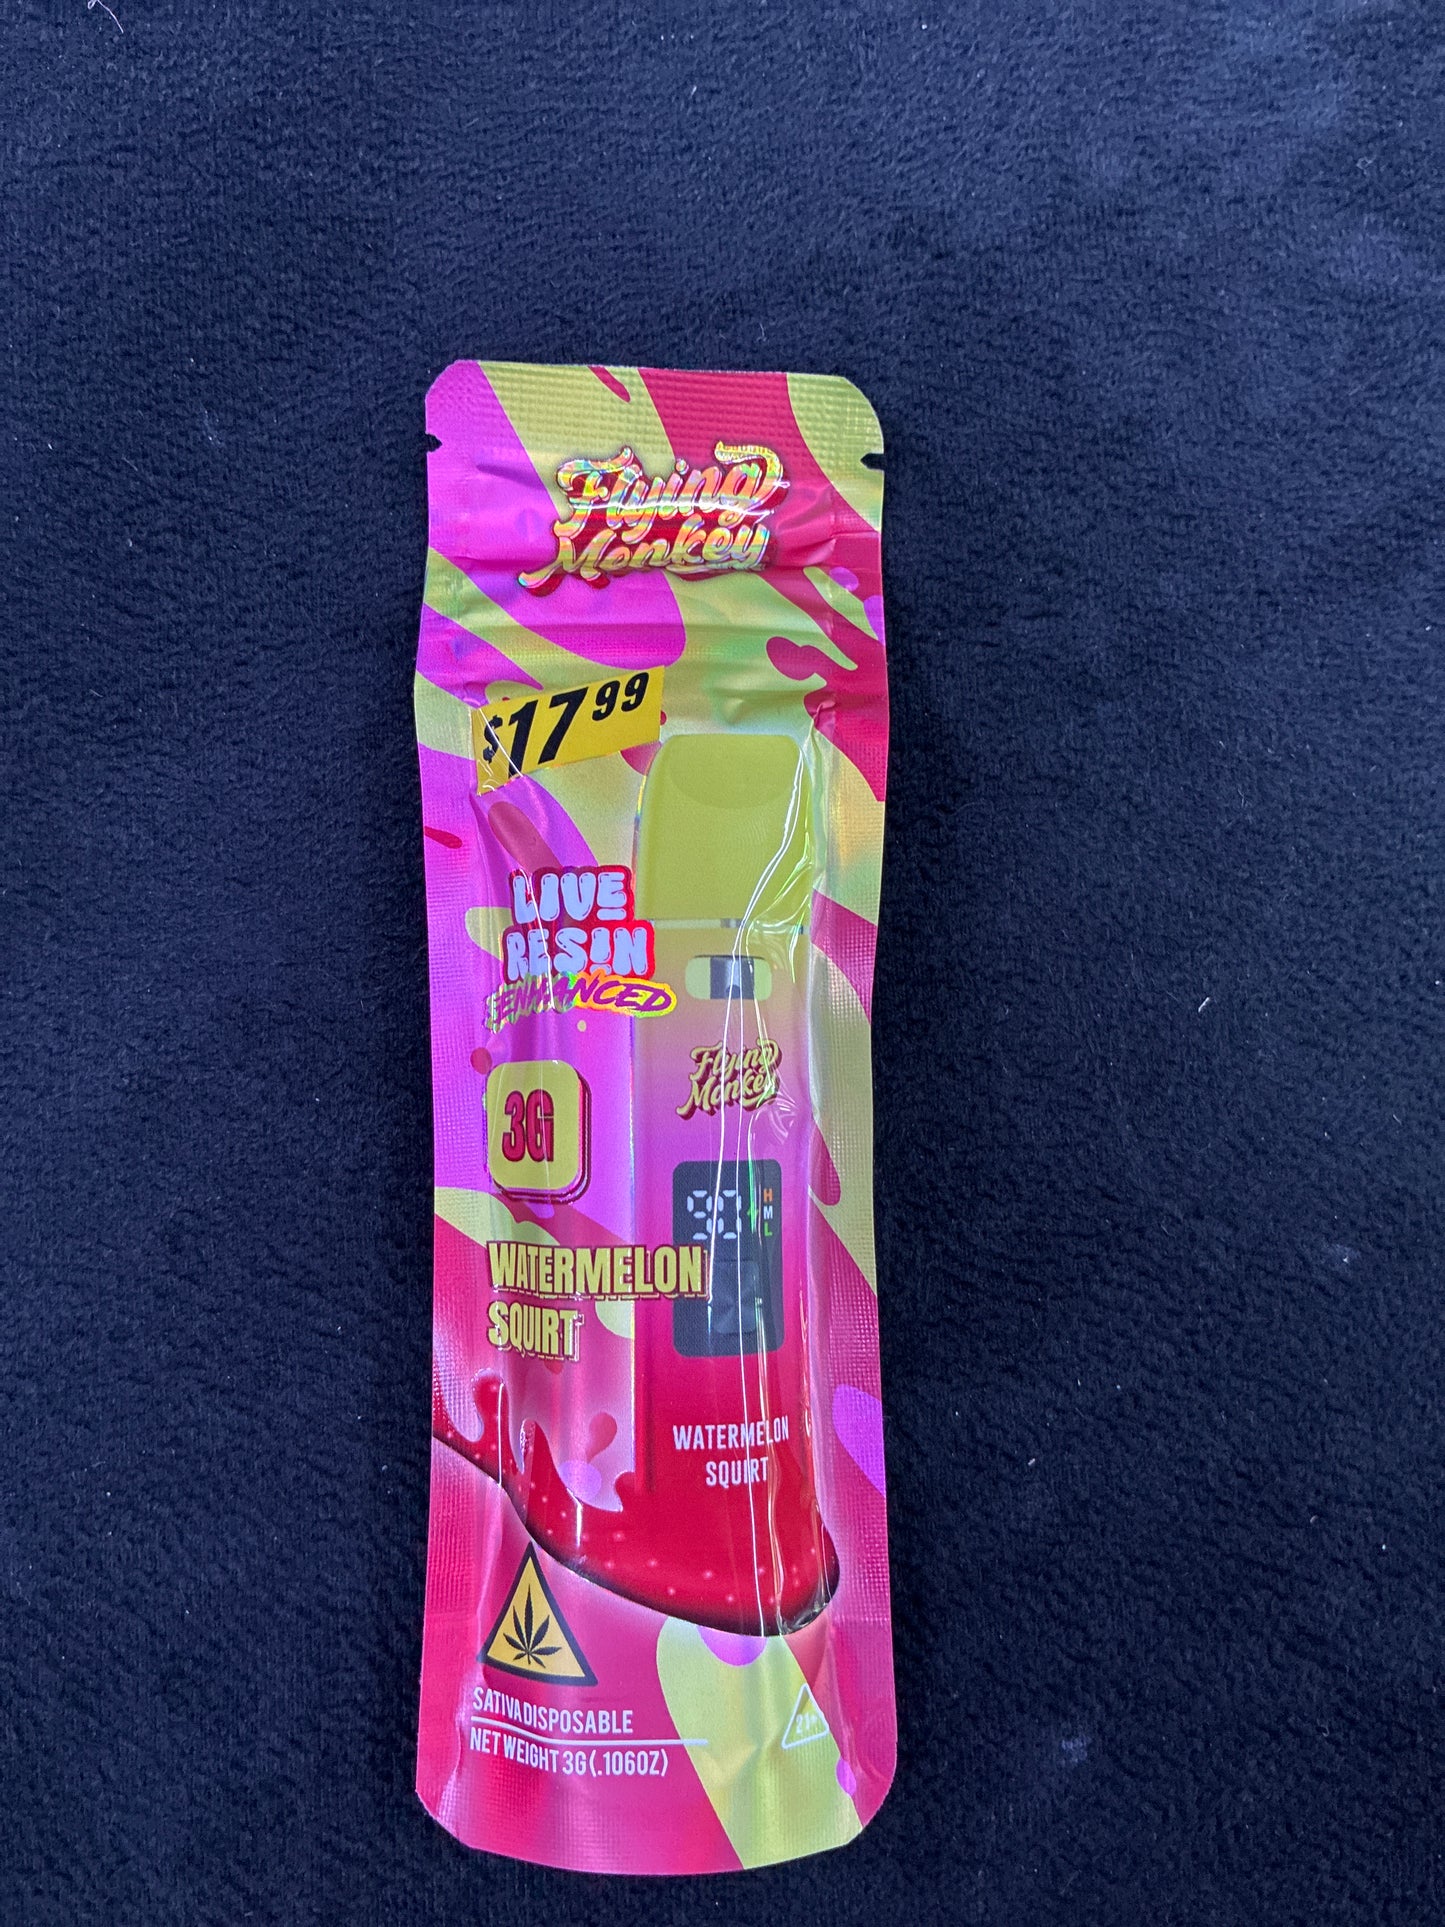 Flying
Monkey
$17.99
LIVE
RESIN
ENHANCED
Flying
Monkey
3G
H
M
L
WATERMELON
SQUIRT
WATERMELON
SQUIRT
SATIVA DISPOSABLE
NET WEIGHT 3G (.106OZ)
21+